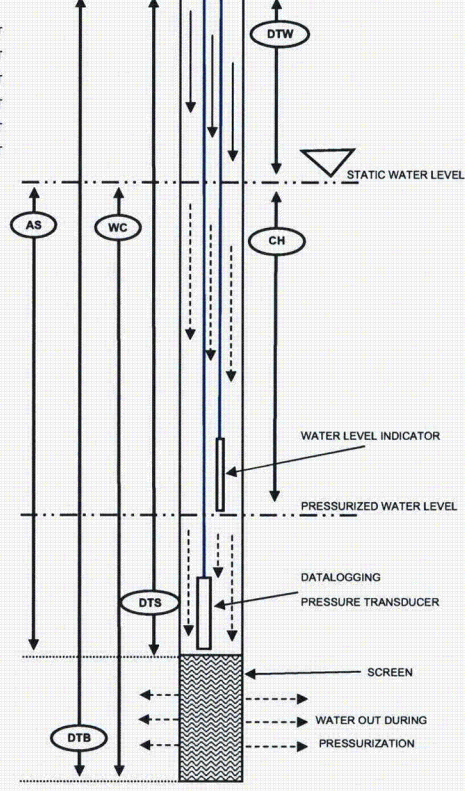 DTW
STATIC WATER LEVEL
AS
WC
CH
WATER LEVEL INDICATOR
PRESSURIZED WATER LEVEL
DATALOGGING
PRESSURE TRANSDUCER
DTS
SCREEN
WATER OUT DURING
PRESSURIZATION
DTB